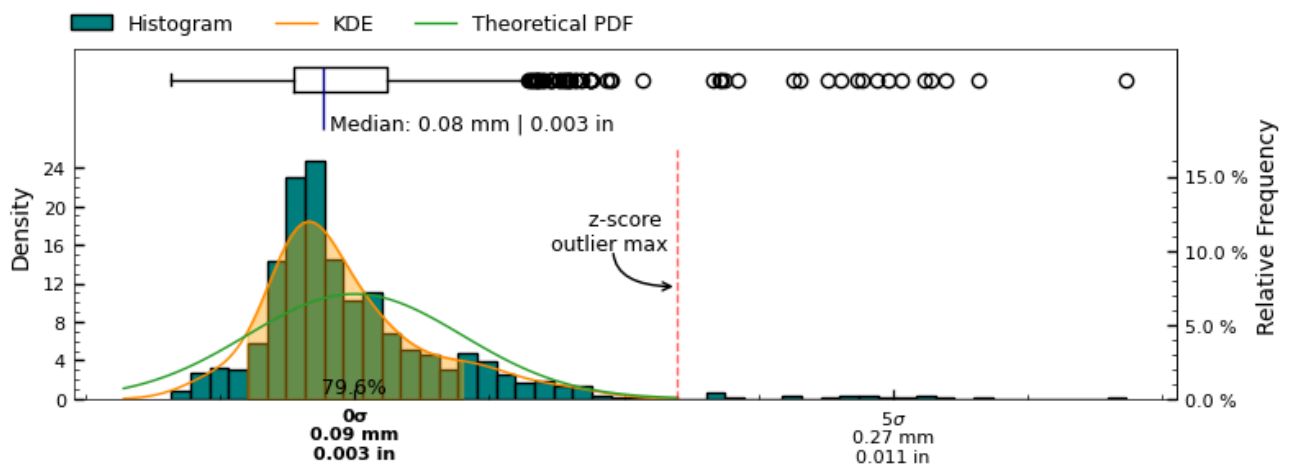 Histogram KDE Theoretical PDF
Median: 0.08 mm | 0.003 in
Density
24
20
16
12
8
4
0
z-score
outlier max
79.6%
15.0 %
10.0 %
5.0 %
0.0 %
Relative Frequency
0σ
0.09 mm
0.003 in
5σ
0.27 mm
0.011 in